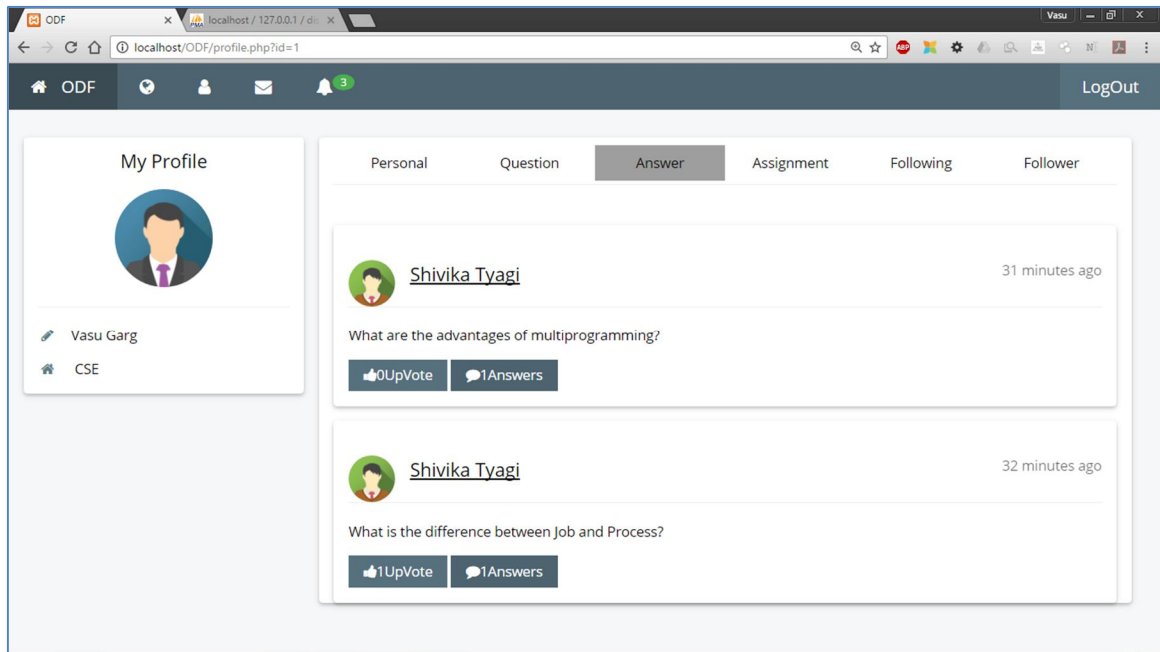 ODF
localhost / 127.0.0.1 /
Vasu
localhost/ODF/profile.php?id=1
ABP
ODF
3
LogOut
My Profile
Vasu Garg
CSE
Personal Question Answer Assignment Following Follower
Shivika Tyagi
31 minutes ago
What are the advantages of multiprogramming?
0UpVote 1Answers
Shivika Tyagi
32 minutes ago
What is the difference between Job and Process?
1UpVote 1Answers